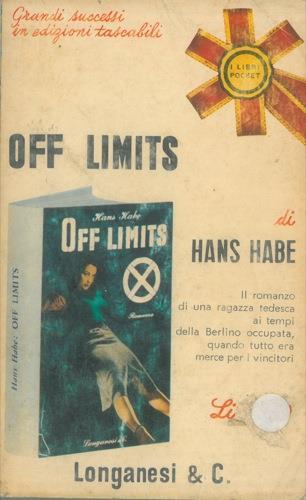 Grandi successi
in edizioni tascabili
I LIBRI
POCKET
OFF LIMITS
di
HANS HABE
Hans Habe
OFF LIMITS
Romanzo
Longanesi & C.
Hans Habe: OFF LIMITS
Il romanzo
di una ragazza tedesca
ai tempi
della Berlino occupata,
quando tutto era
merce per i vincitori
Li
Longanesi & C.